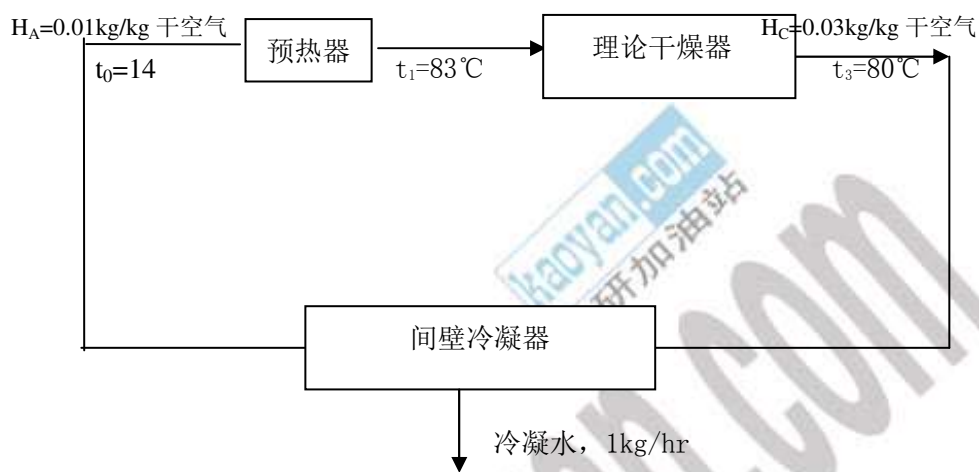 H_A=0.01kg/kg 干空气
t₀=14
预热器
t₁=83℃
理论干燥器
H_C=0.03kg/kg 干空气
t₃=80℃
kaoyan.com
研加油站
间壁冷凝器
冷凝水，1kg/hr
an.com